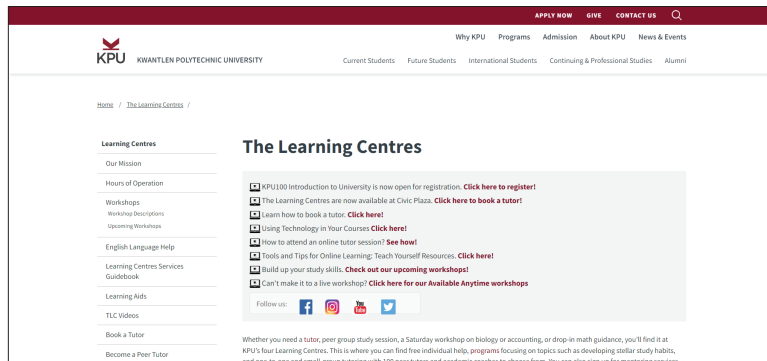 APPLY NOW GIVE CONTACT US
Why KPU Programs Admission About KPU News & Events
KPU KWANTLEN POLYTECHNIC UNIVERSITY
Current Students Future Students International Students Continuing & Professional Studies Alumni
Home / The Learning Centres /
Learning Centres
Our Mission
Hours of Operation
Workshops
Workshop Descriptions
Upcoming Workshops
English Language Help
Learning Centres Services
Guidebook
Learning Aids
TLC Videos
Book a Tutor
Become a Peer Tutor
The Learning Centres
KPU100 Introduction to University is now open for registration. Click here to register!
The Learning Centres are now available at Civic Plaza. Click here to book a tutor!
Learn how to book a tutor. Click here!
Using Technology in Your Courses Click here!
How to attend an online tutor session? See how!
Tools and Tips for Online Learning: Teach Yourself Resources. Click here!
Build up your study skills. Check out our upcoming workshops!
Can't make it to a live workshop? Click here for our Available Anytime workshops
Follow us: You Tube
Whether you need a tutor, peer group study session, a Saturday workshop on biology or accounting, or drop-in math guidance, you'll find it at
KPU's four Learning Centres. This is where you can find free individual help, programs focusing on topics such as developing stellar study habits,